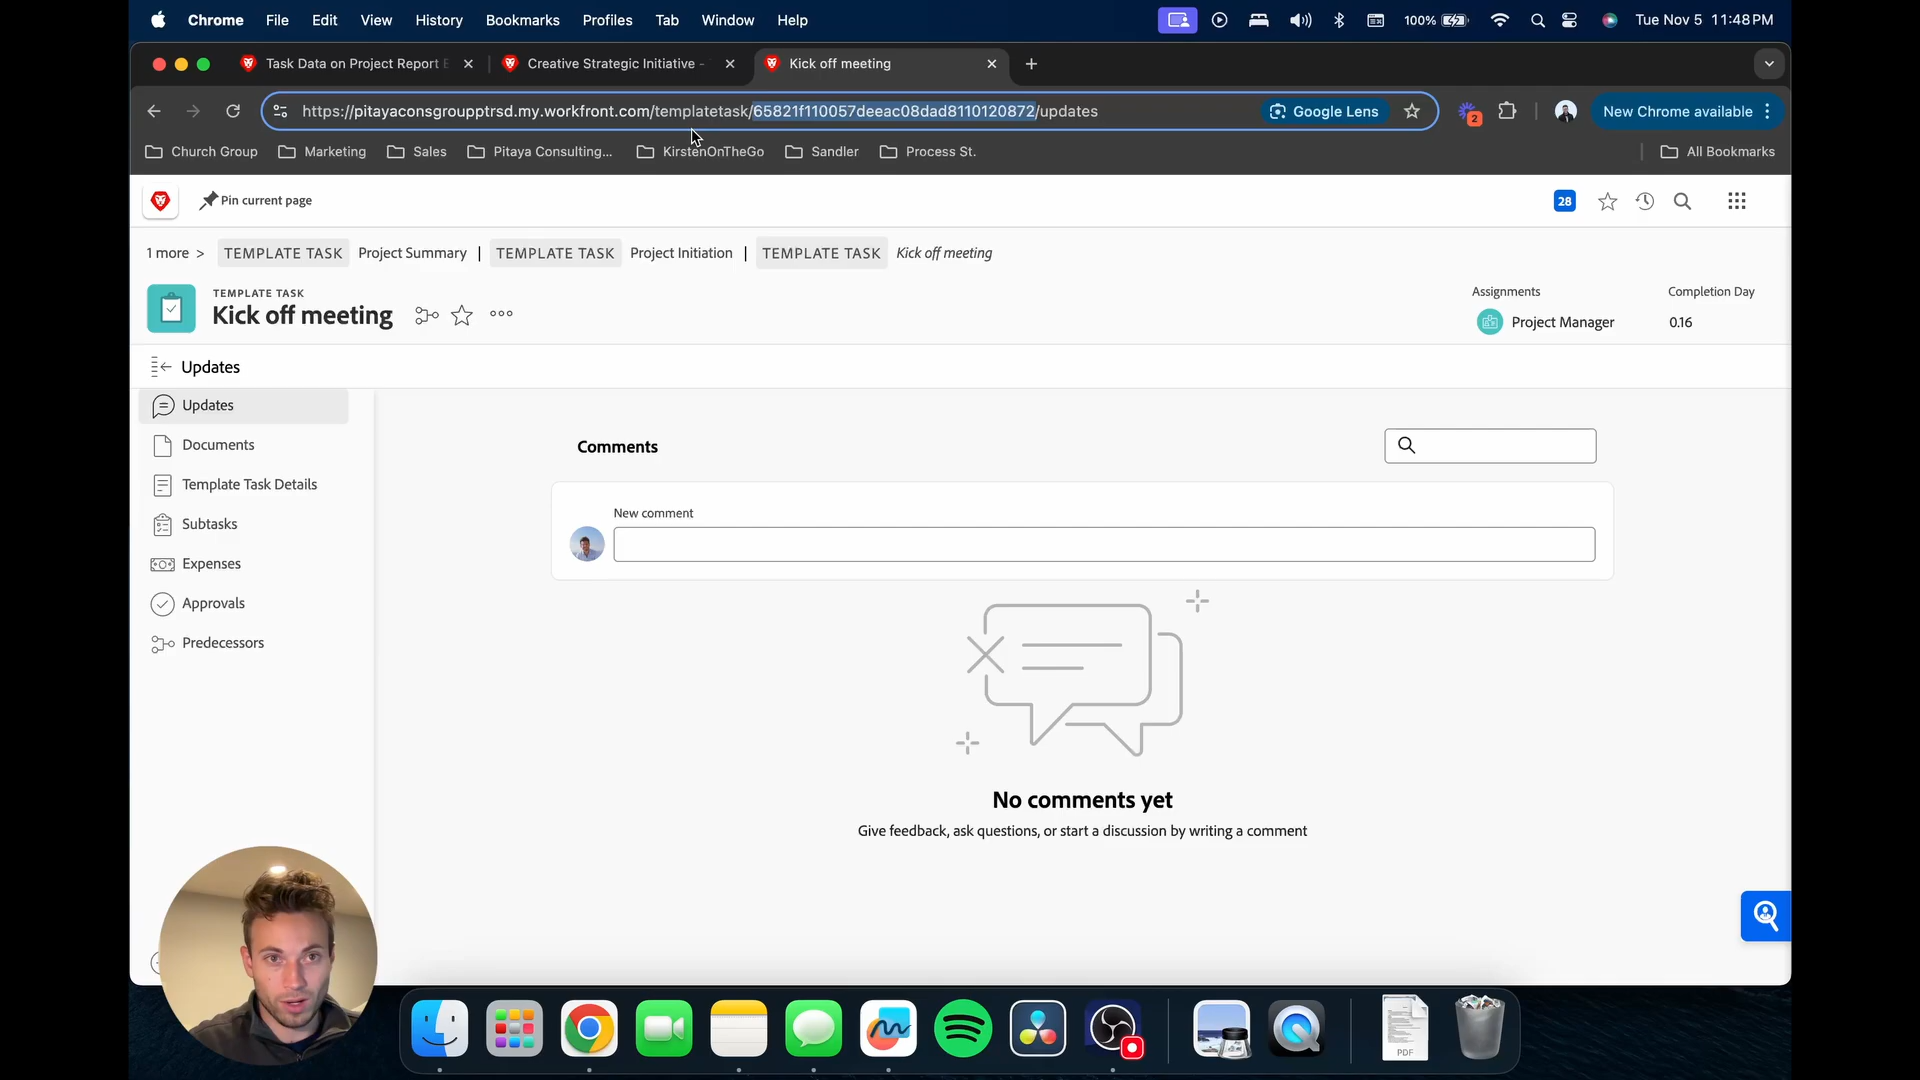 Chrome File Edit View History Bookmarks Profiles Tab Window Help 100% Tue Nov 5 11:48 PM
Task Data on Project Report Creative Strategic Initiative - Kick off meeting
https://pitayaconsgroupptrsd.my.workfront.com/templatetask/65821f110057deeac08dad8110120872/updates Google Lens 2 New Chrome available
Church Group Marketing Sales Pitaya Consulting... KirstenOnTheGo Sandler Process St. All Bookmarks
Pin current page 28
1 more > TEMPLATE TASK Project Summary | TEMPLATE TASK Project Initiation | TEMPLATE TASK Kick off meeting
TEMPLATE TASK Assignments Completion Day
Kick off meeting Project Manager 0.16
Updates
Updates
Documents
Template Task Details
Subtasks
Expenses
Approvals
Predecessors
Comments
New comment
No comments yet
Give feedback, ask questions, or start a discussion by writing a comment
PDF